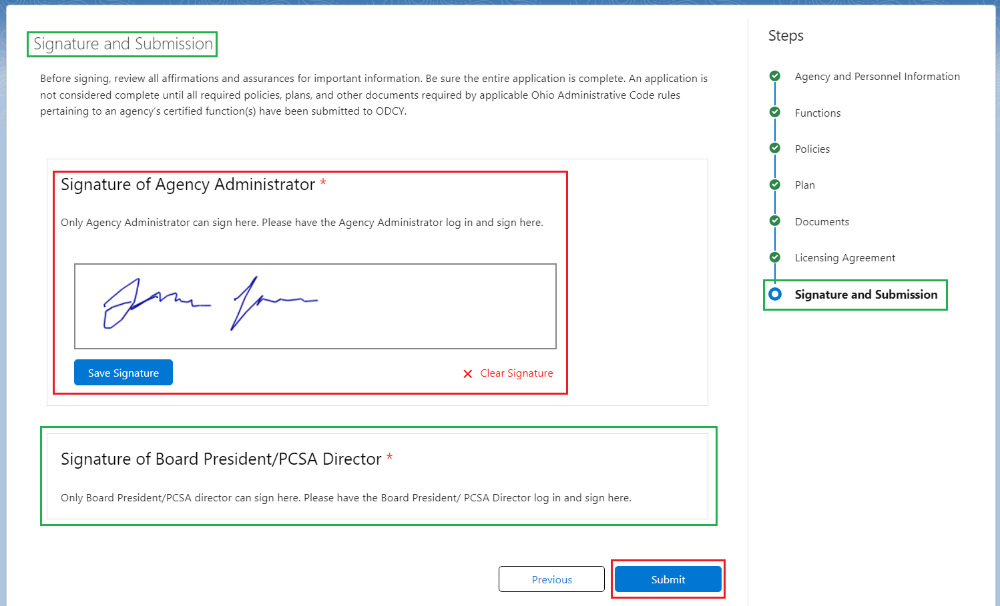 Signature and Submission
Before signing, review all affirmations and assurances for important information. Be sure the entire application is complete. An application is
not considered complete until all required policies, plans, and other documents required by applicable Ohio Administrative Code rules
pertaining to an agency's certified function(s) have been submitted to ODCY.
Signature of Agency Administrator *
Only Agency Administrator can sign here. Please have the Agency Administrator log in and sign here.
Save Signature
Clear Signature
Signature of Board President/PCSA Director *
Only Board President/PCSA director can sign here. Please have the Board President/ PCSA Director log in and sign here.
Previous
Submit
Steps
Agency and Personnel Information
Functions
Policies
Plan
Documents
Licensing Agreement
Signature and Submission